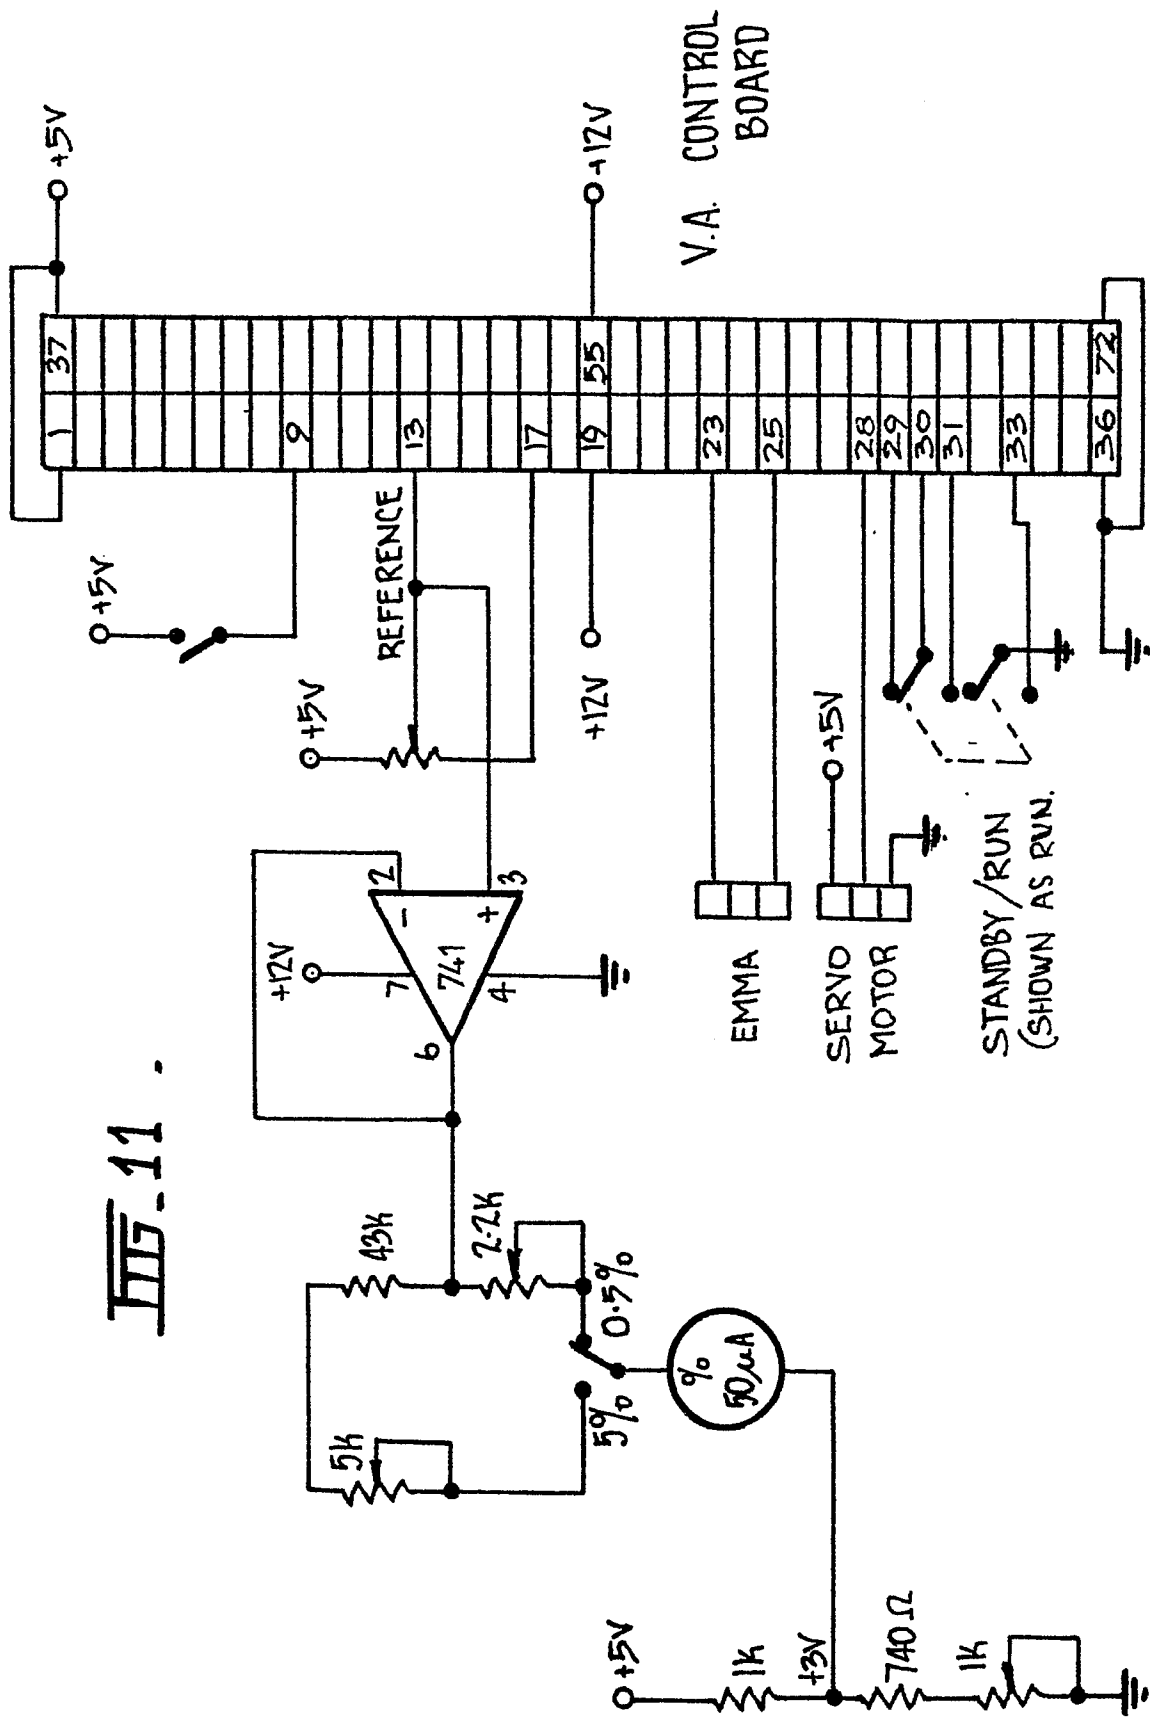 FIG_11.
V.A. CONTROL
BOARD
+5V
1 37
9
13
17
19 55
23
25
28
29
30
31
33
36 72
+5V
REFERENCE
+5V
+12V
+12V
+12V
741
-
+
2
3
7
4
6
43K
2.2K
5K
0.5%
5%
%
50µA
+5V
1K
+3V
740Ω
1K
EMMA
SERVO
MOTOR
+5V
STANDBY/RUN
(SHOWN AS RUN.